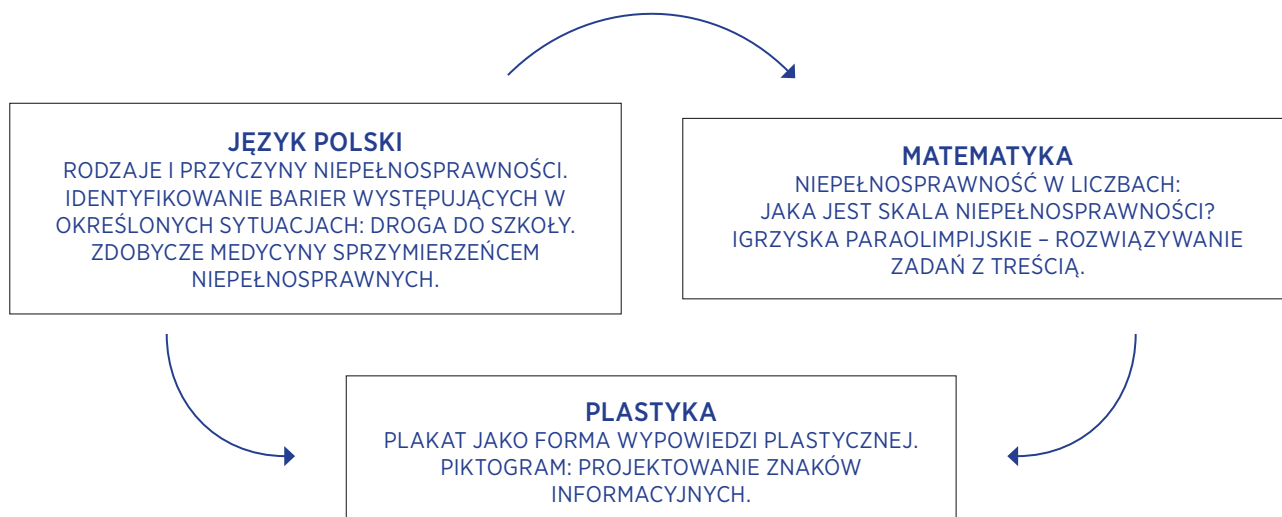 JĘZYK POLSKI
RODZAJE I PRZYCZYNY NIEPEŁNOSPRAWNOŚCI.
IDENTYFIKOWANIE BARIER WYSTĘPUJĄCYCH W
OKREŚLONYCH SYTUACJACH: DROGA DO SZKOŁY.
ZDOBYCZE MEDYCYNY SPRZYMIERZEŃCEM
NIEPEŁNOSPRAWNYCH.
MATEMATYKA
NIEPEŁNOSPRAWNOŚĆ W LICZBACH:
JAKA JEST SKALA NIEPEŁNOSPRAWNOŚCI?
IGRZYSKA PARAOLIMPIJSKIE – ROZWIĄZYWANIE
ZADAŃ Z TREŚCIĄ.
PLASTYKA
PLAKAT JAKO FORMA WYPOWIEDZI PLASTYCZNEJ.
PIKTOGRAM: PROJEKTOWANIE ZNAKÓW
INFORMACYJNYCH.